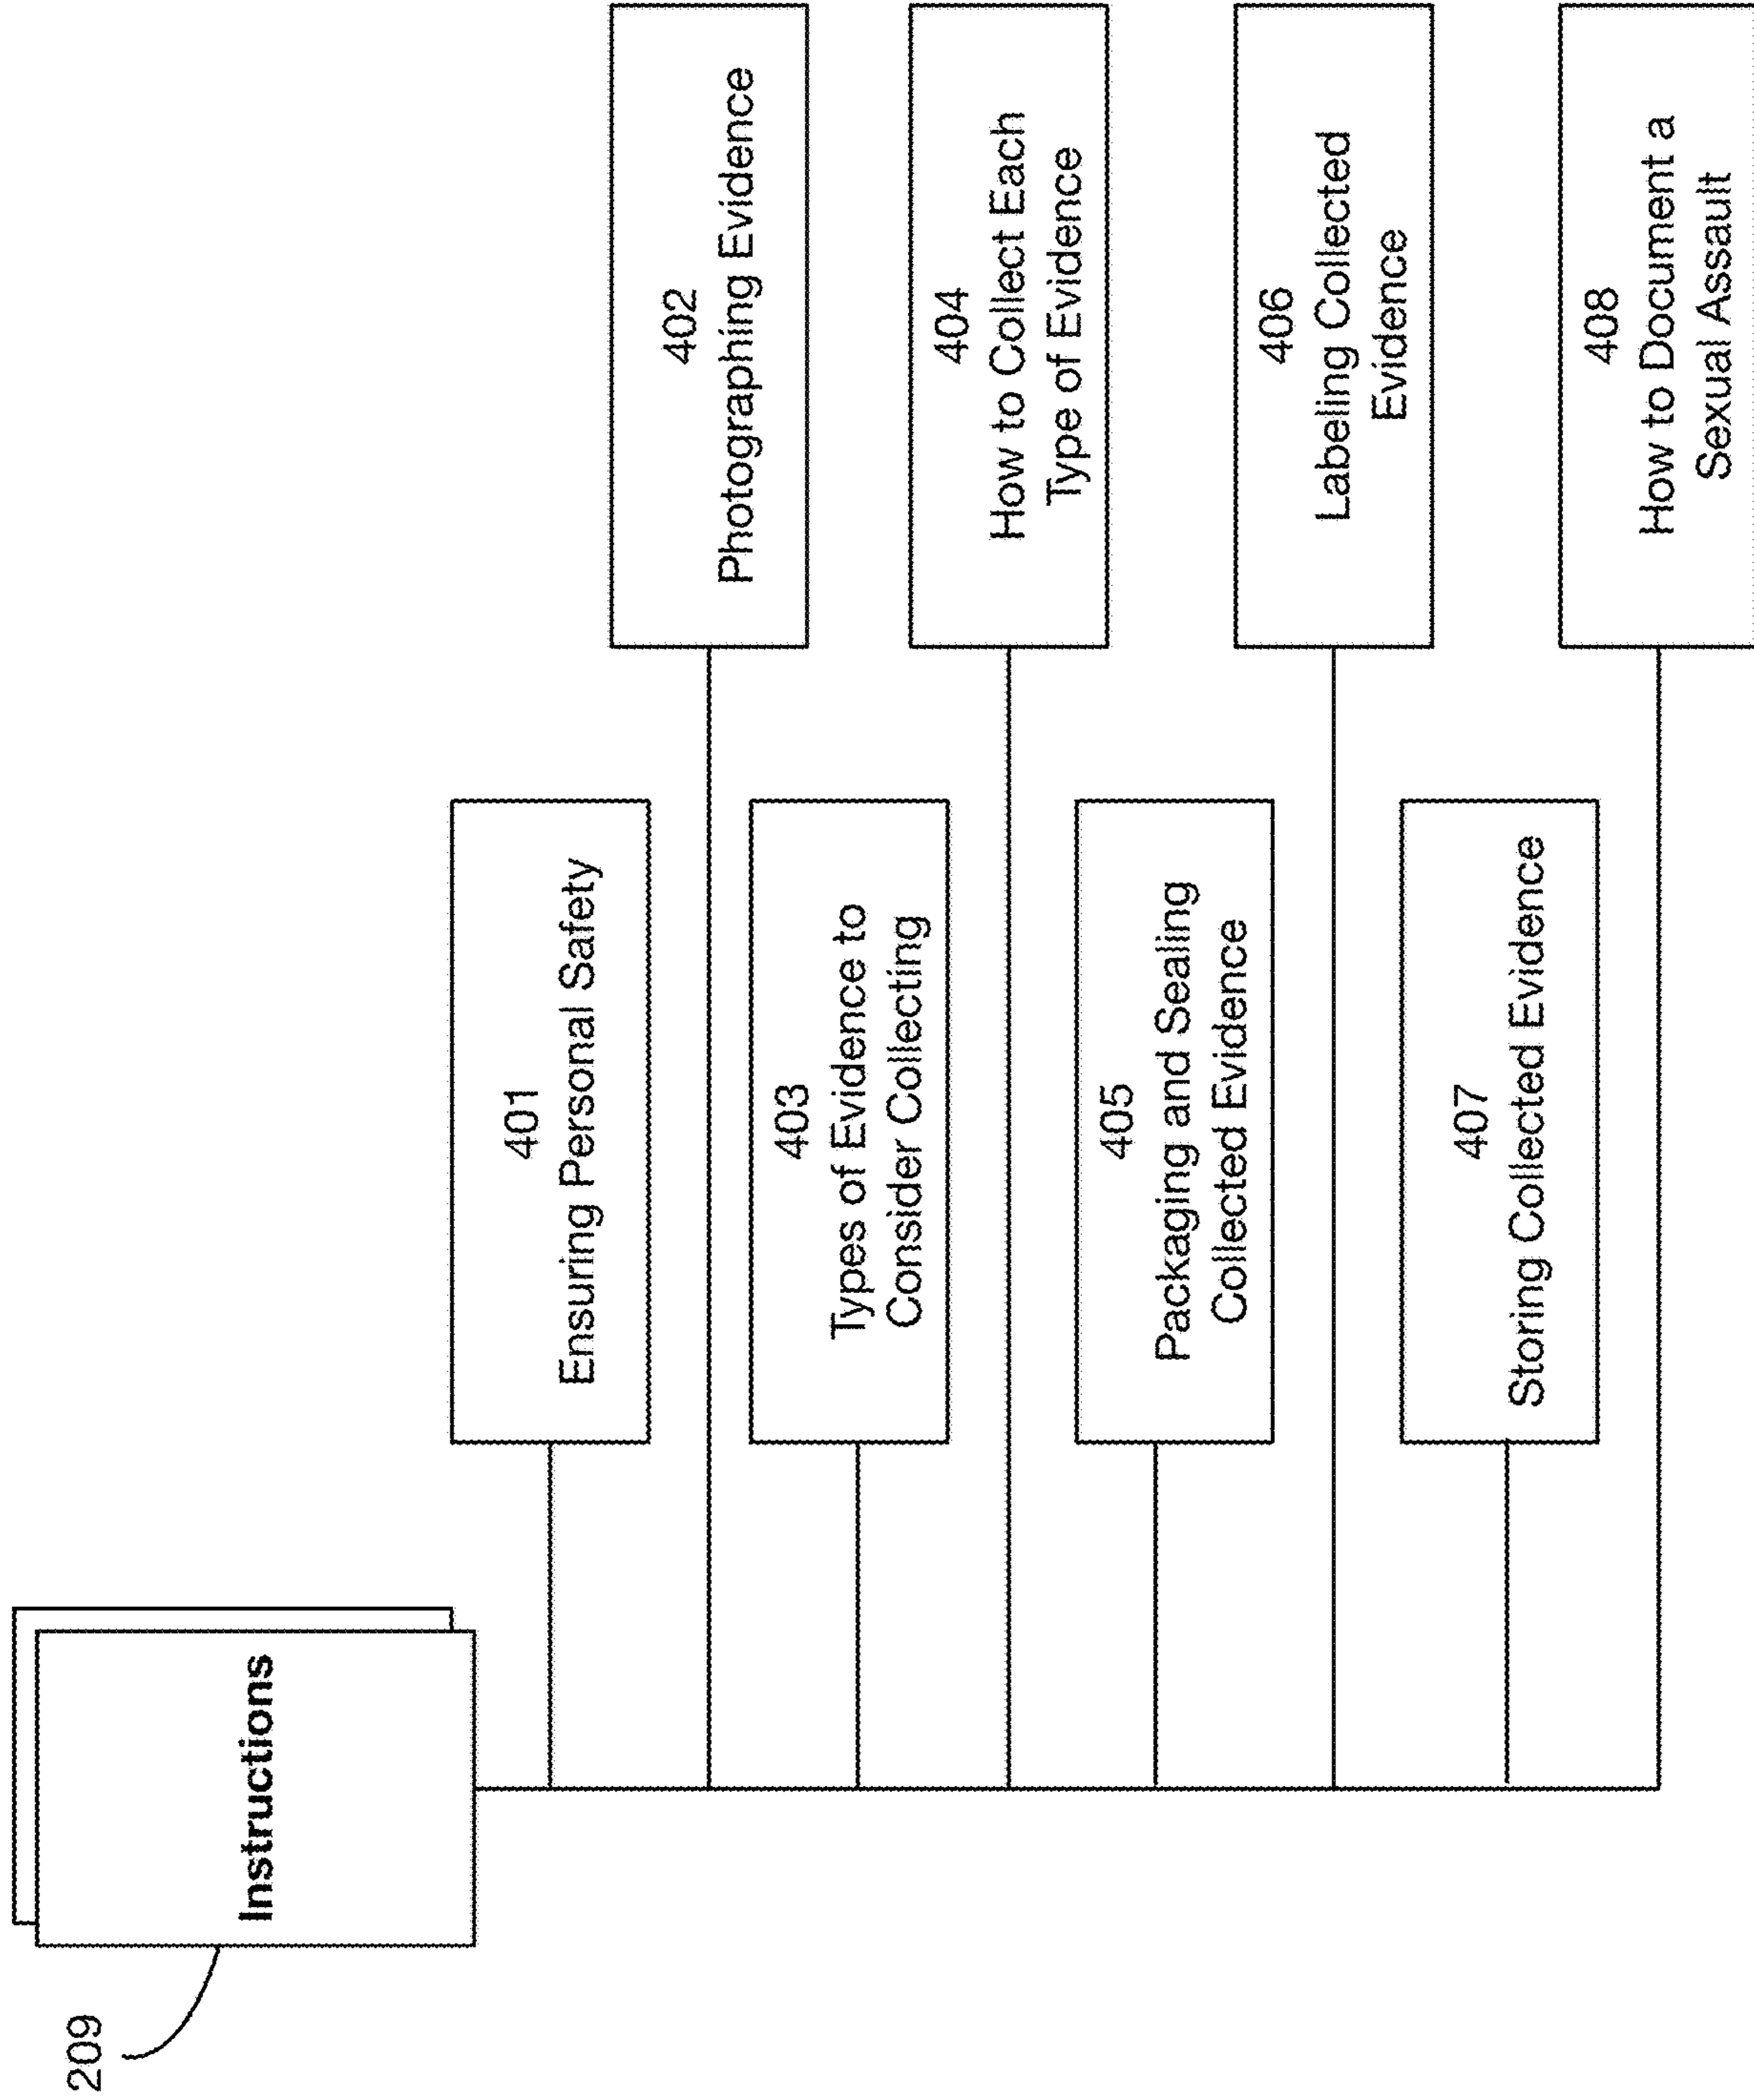 209
Instructions
401
Ensuring Personal Safety
402
Photographing Evidence
403
Types of Evidence to
Consider Collecting
404
How to Collect Each
Type of Evidence
405
Packaging and Sealing
Collected Evidence
406
Labeling Collected
Evidence
407
Storing Collected Evidence
408
How to Document a
Sexual Assault